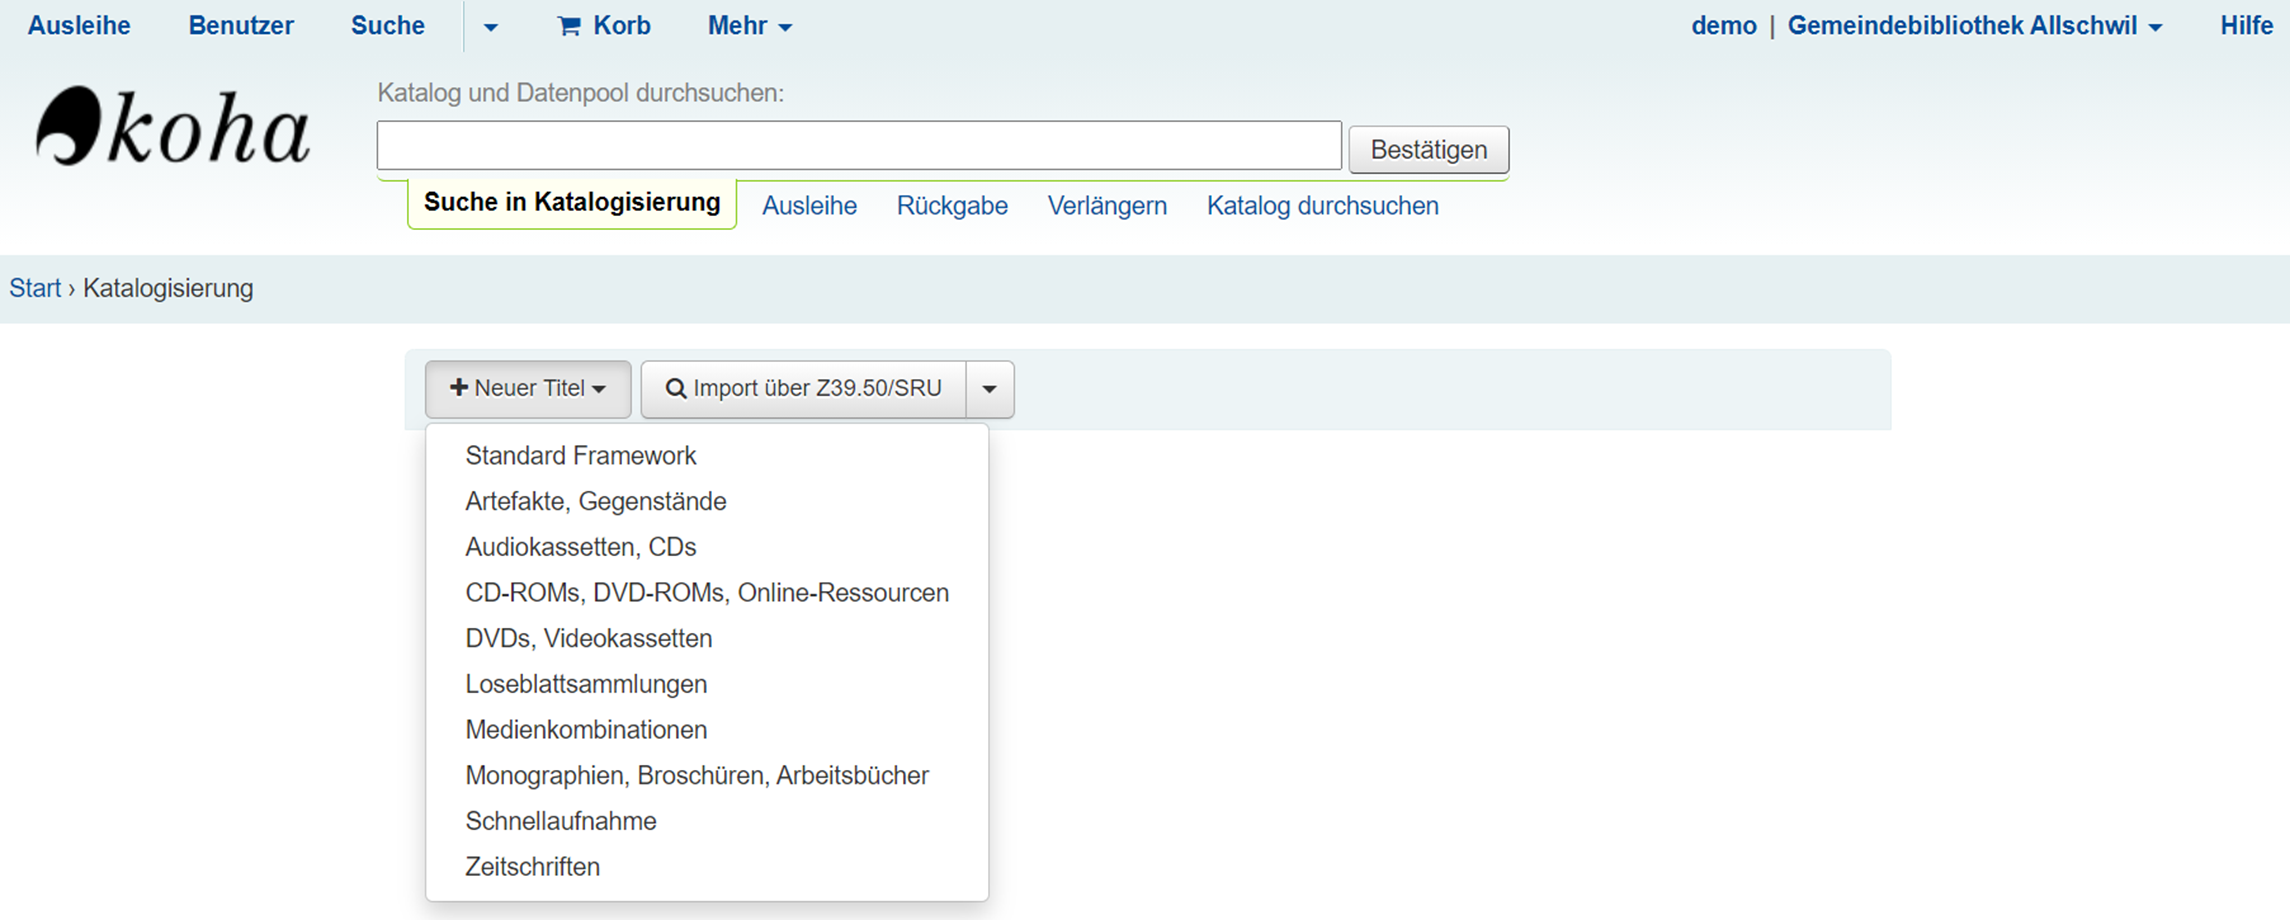 Ausleihe Benutzer Suche Korb Mehr demo | Gemeindebibliothek Allschwil Hilfe
koha
Katalog und Datenpool durchsuchen:
Bestätigen
Suche in Katalogisierung Ausleihe Rückgabe Verlängern Katalog durchsuchen
Start › Katalogisierung
+ Neuer Titel Import über Z39.50/SRU
Standard Framework
Artefakte, Gegenstände
Audiokassetten, CDs
CD-ROMs, DVD-ROMs, Online-Ressourcen
DVDs, Videokassetten
Loseblattsammlungen
Medienkombinationen
Monographien, Broschüren, Arbeitsbücher
Schnellaufnahme
Zeitschriften